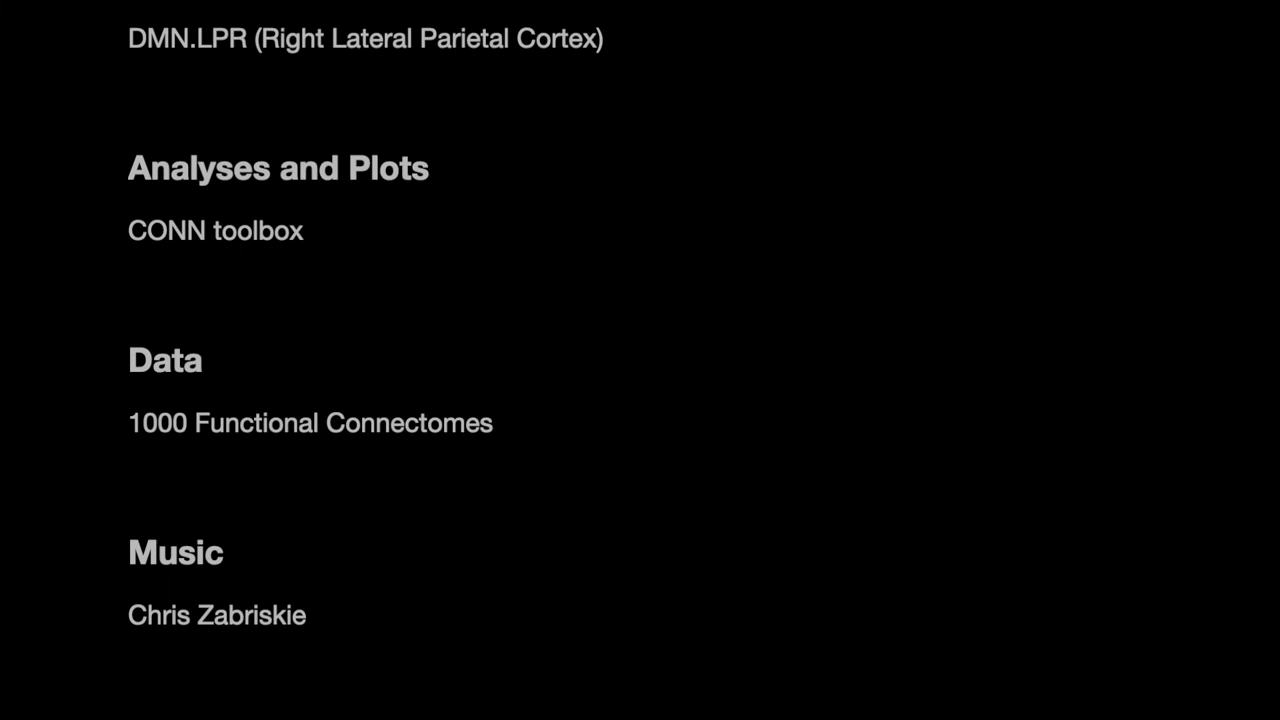 DMN.LPR (Right Lateral Parietal Cortex)
Analyses and Plots
CONN toolbox
Data
1000 Functional Connectomes
Music
Chris Zabriskie